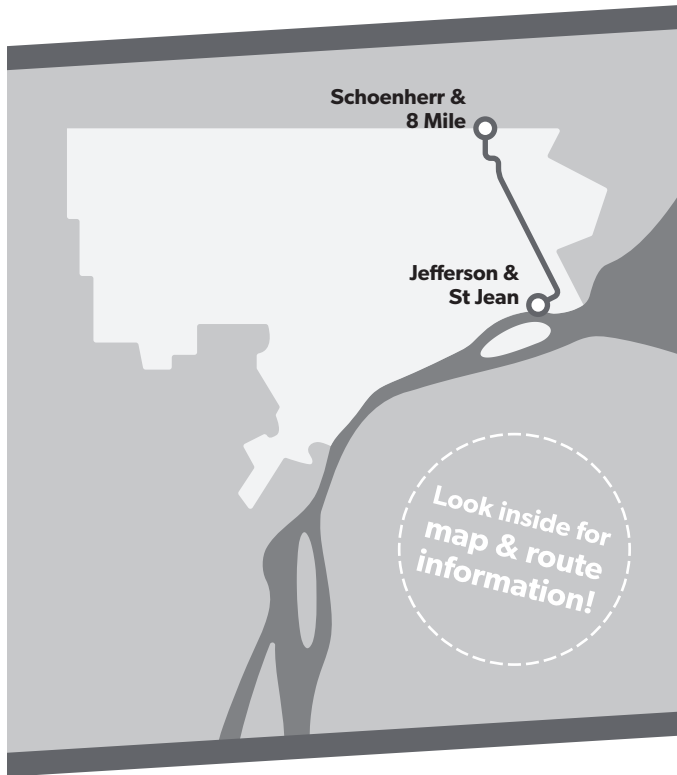 Schoenherr &
8 Mile
Jefferson &
St Jean
Look inside for
map & route
information!